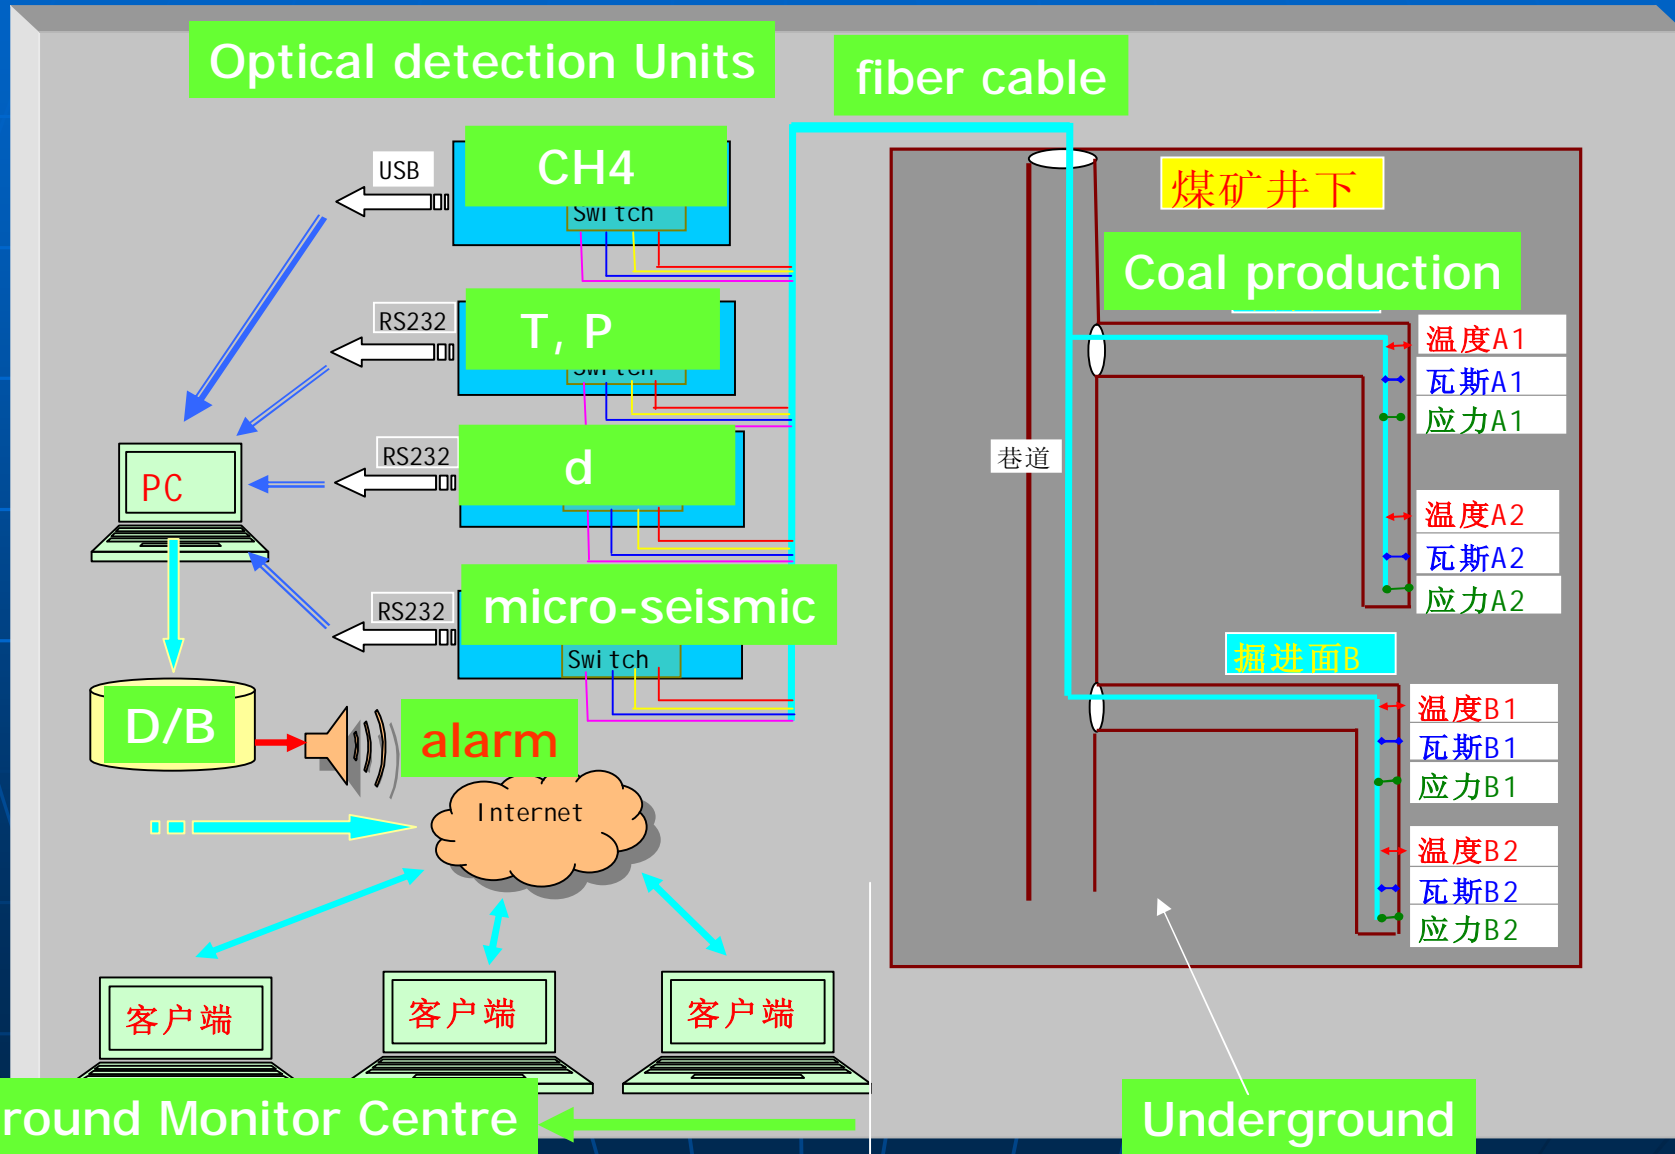 Optical detection Units
fiber cable
USB
CH4
Switch
煤矿井下
Coal production
RS232
T, P
Switch
温度A1
瓦斯A1
应力A1
RS232
d
巷道
PC
温度A2
瓦斯A2
应力A2
RS232
micro-seismic
Switch
掘进面B
D/B
alarm
温度B1
瓦斯B1
应力B1
Internet
温度B2
瓦斯B2
应力B2
客户端
客户端
客户端
round Monitor Centre
Underground